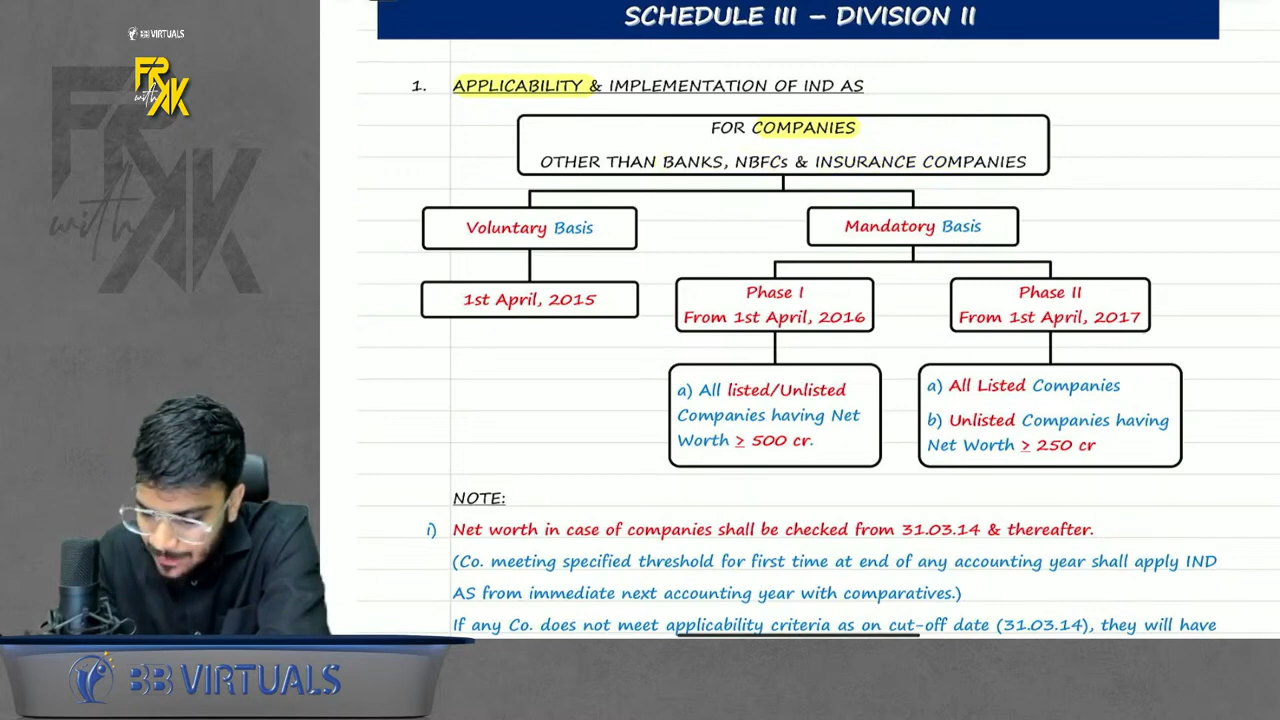 BB VIRTUALS
FR
with
AK
FR
with
AK
SCHEDULE III – DIVISION II
1. APPLICABILITY & IMPLEMENTATION OF IND AS
FOR COMPANIES
OTHER THAN BANKS, NBFCs & INSURANCE COMPANIES
Voluntary Basis
Mandatory Basis
1st April, 2015
Phase I
From 1st April, 2016
Phase II
From 1st April, 2017
a) All listed/Unlisted
Companies having Net
Worth ≥ 500 cr.
a) All Listed Companies
b) Unlisted Companies having
Net Worth ≥ 250 cr
NOTE:
i) Net worth in case of companies shall be checked from 31.03.14 & thereafter.
(Co. meeting specified threshold for first time at end of any accounting year shall apply IND
AS from immediate next accounting year with comparatives.)
If any Co. does not meet applicability criteria as on cut-off date (31.03.14), they will have
BB VIRTUALS